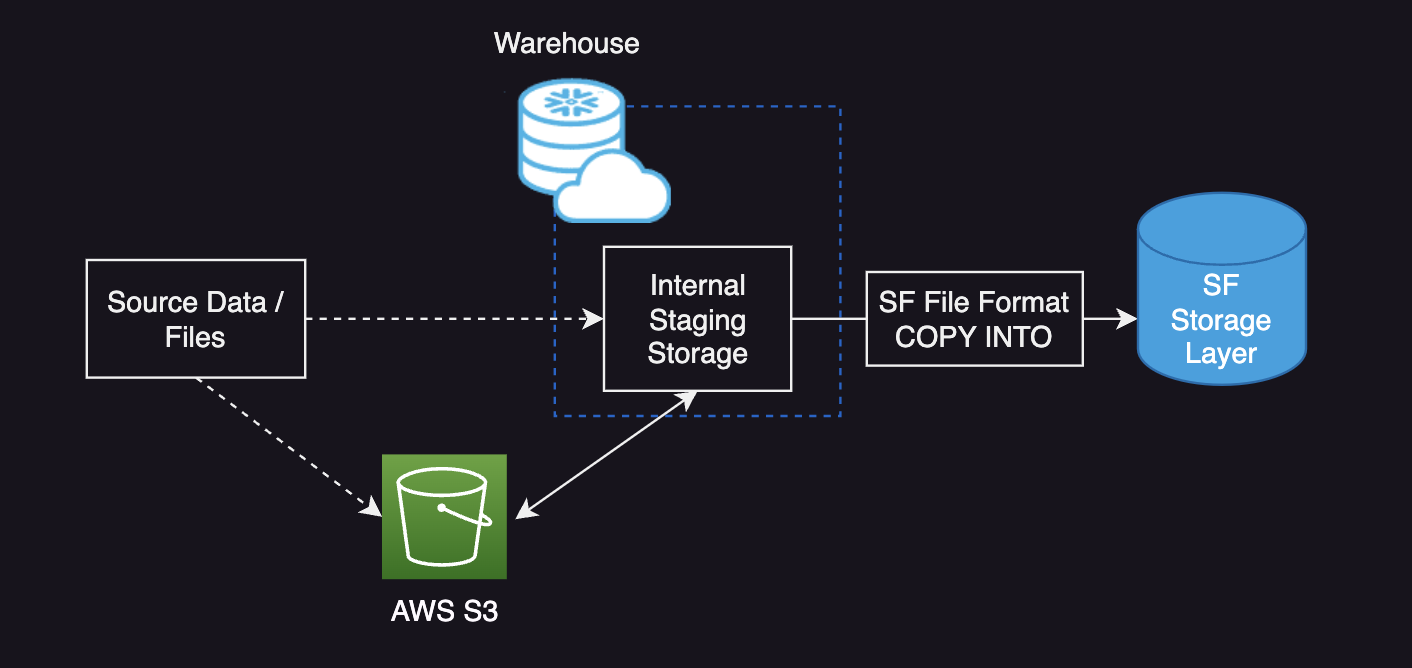 Warehouse
Source Data /
Files
Internal
Staging
Storage
SF File Format
COPY INTO
SF
Storage
Layer
AWS S3